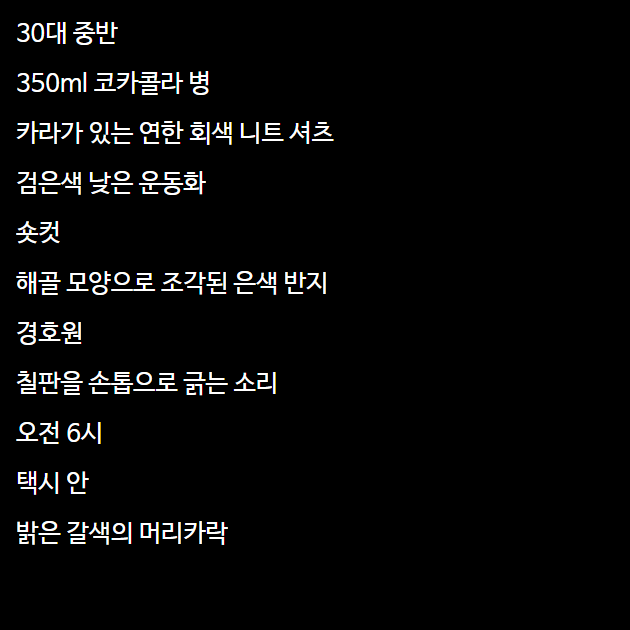 30대 중반
350ml 코카콜라 병
카라가 있는 연한 회색 니트 셔츠
검은색 낮은 운동화
숏컷
해골 모양으로 조각된 은색 반지
경호원
칠판을 손톱으로 긁는 소리
오전 6시
택시 안
밝은 갈색의 머리카락